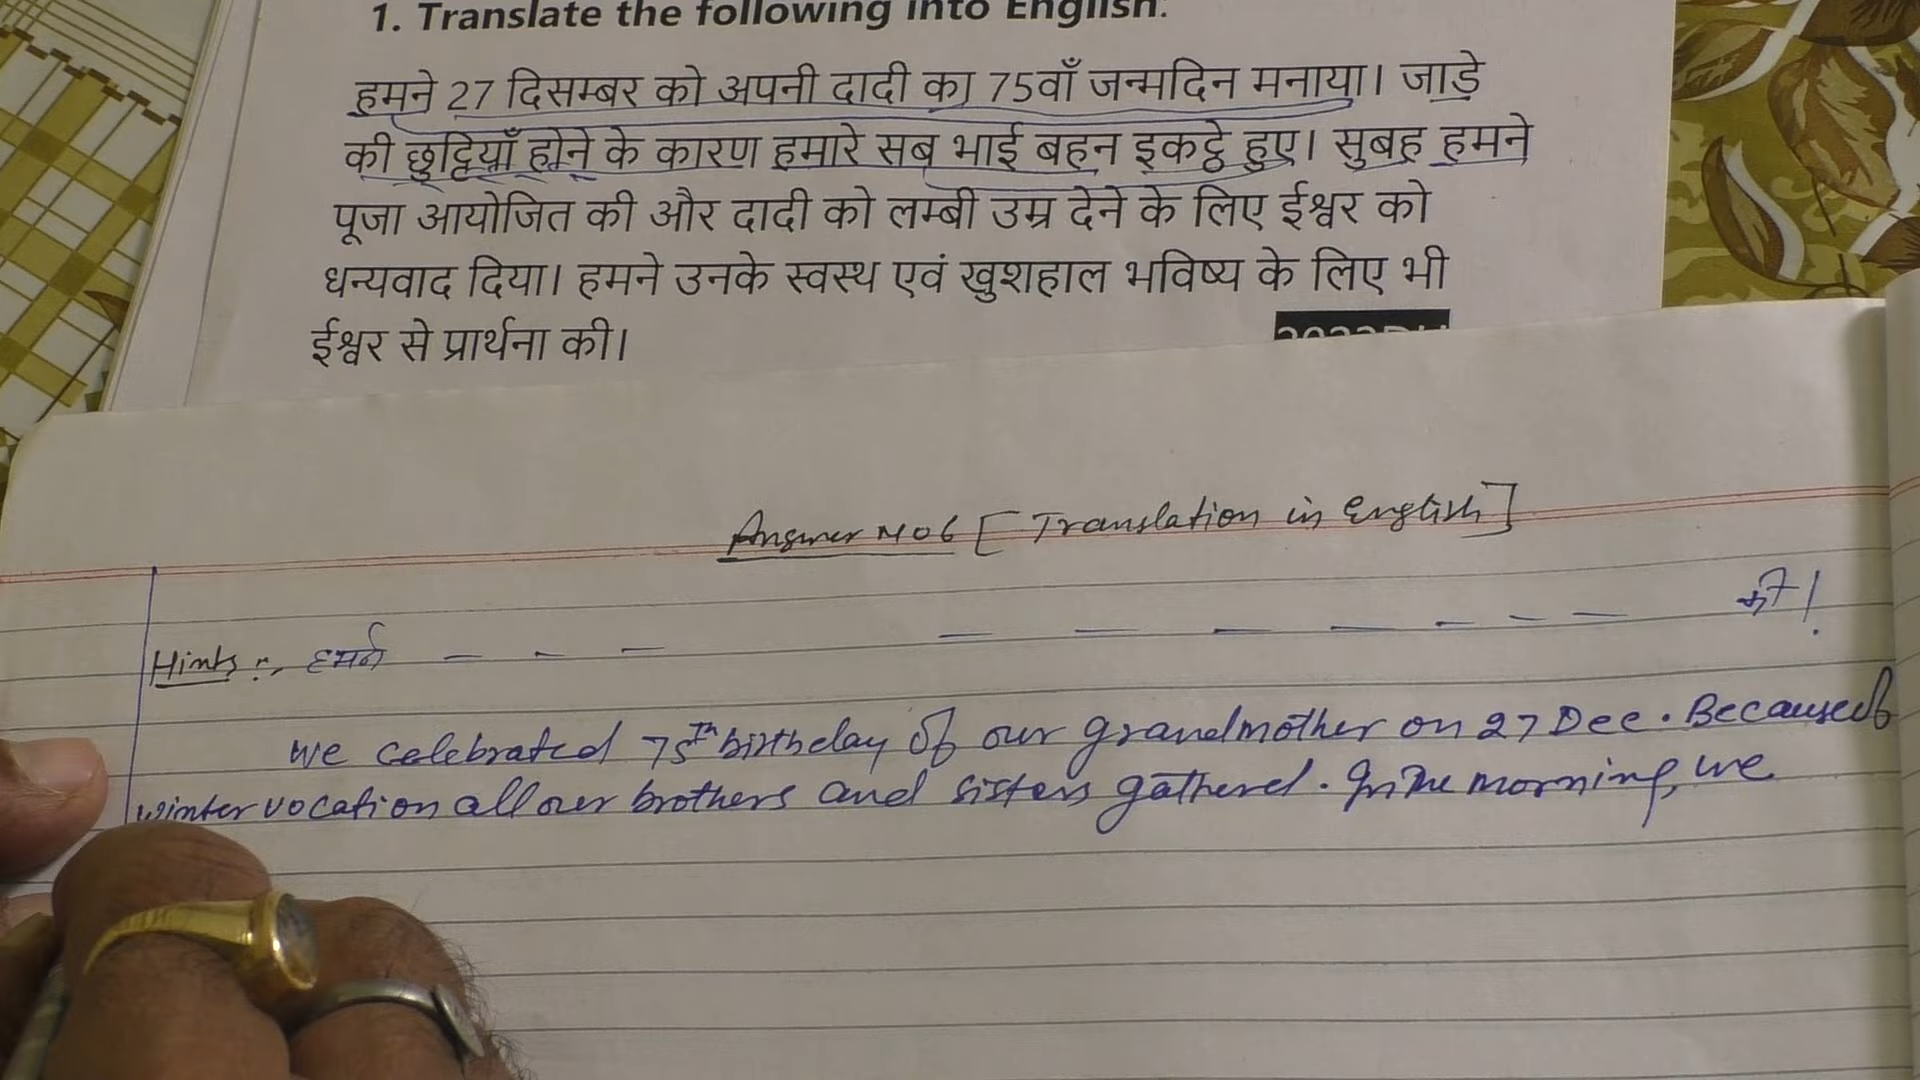 1. Translate the following into English.
हमने 27 दिसम्बर को अपनी दादी का 75वाँ जन्मदिन मनाया। जाड़े
की छुट्टियाँ होने के कारण हमारे सब भाई बहन इकट्ठे हुए। सुबह हमने
पूजा आयोजित की और दादी को लम्बी उम्र देने के लिए ईश्वर को
धन्यवाद दिया। हमने उनके स्वस्थ एवं खुशहाल भविष्य के लिए भी
ईश्वर से प्रार्थना की।
Answer No 6 [Translation in English]
Hints :- हमने - - - - - - - - - - की।
We celebrated 75th birthday of our grandmother on 27 Dec. Because of
winter vocation all our brothers and sisters gathered. In the morning, we